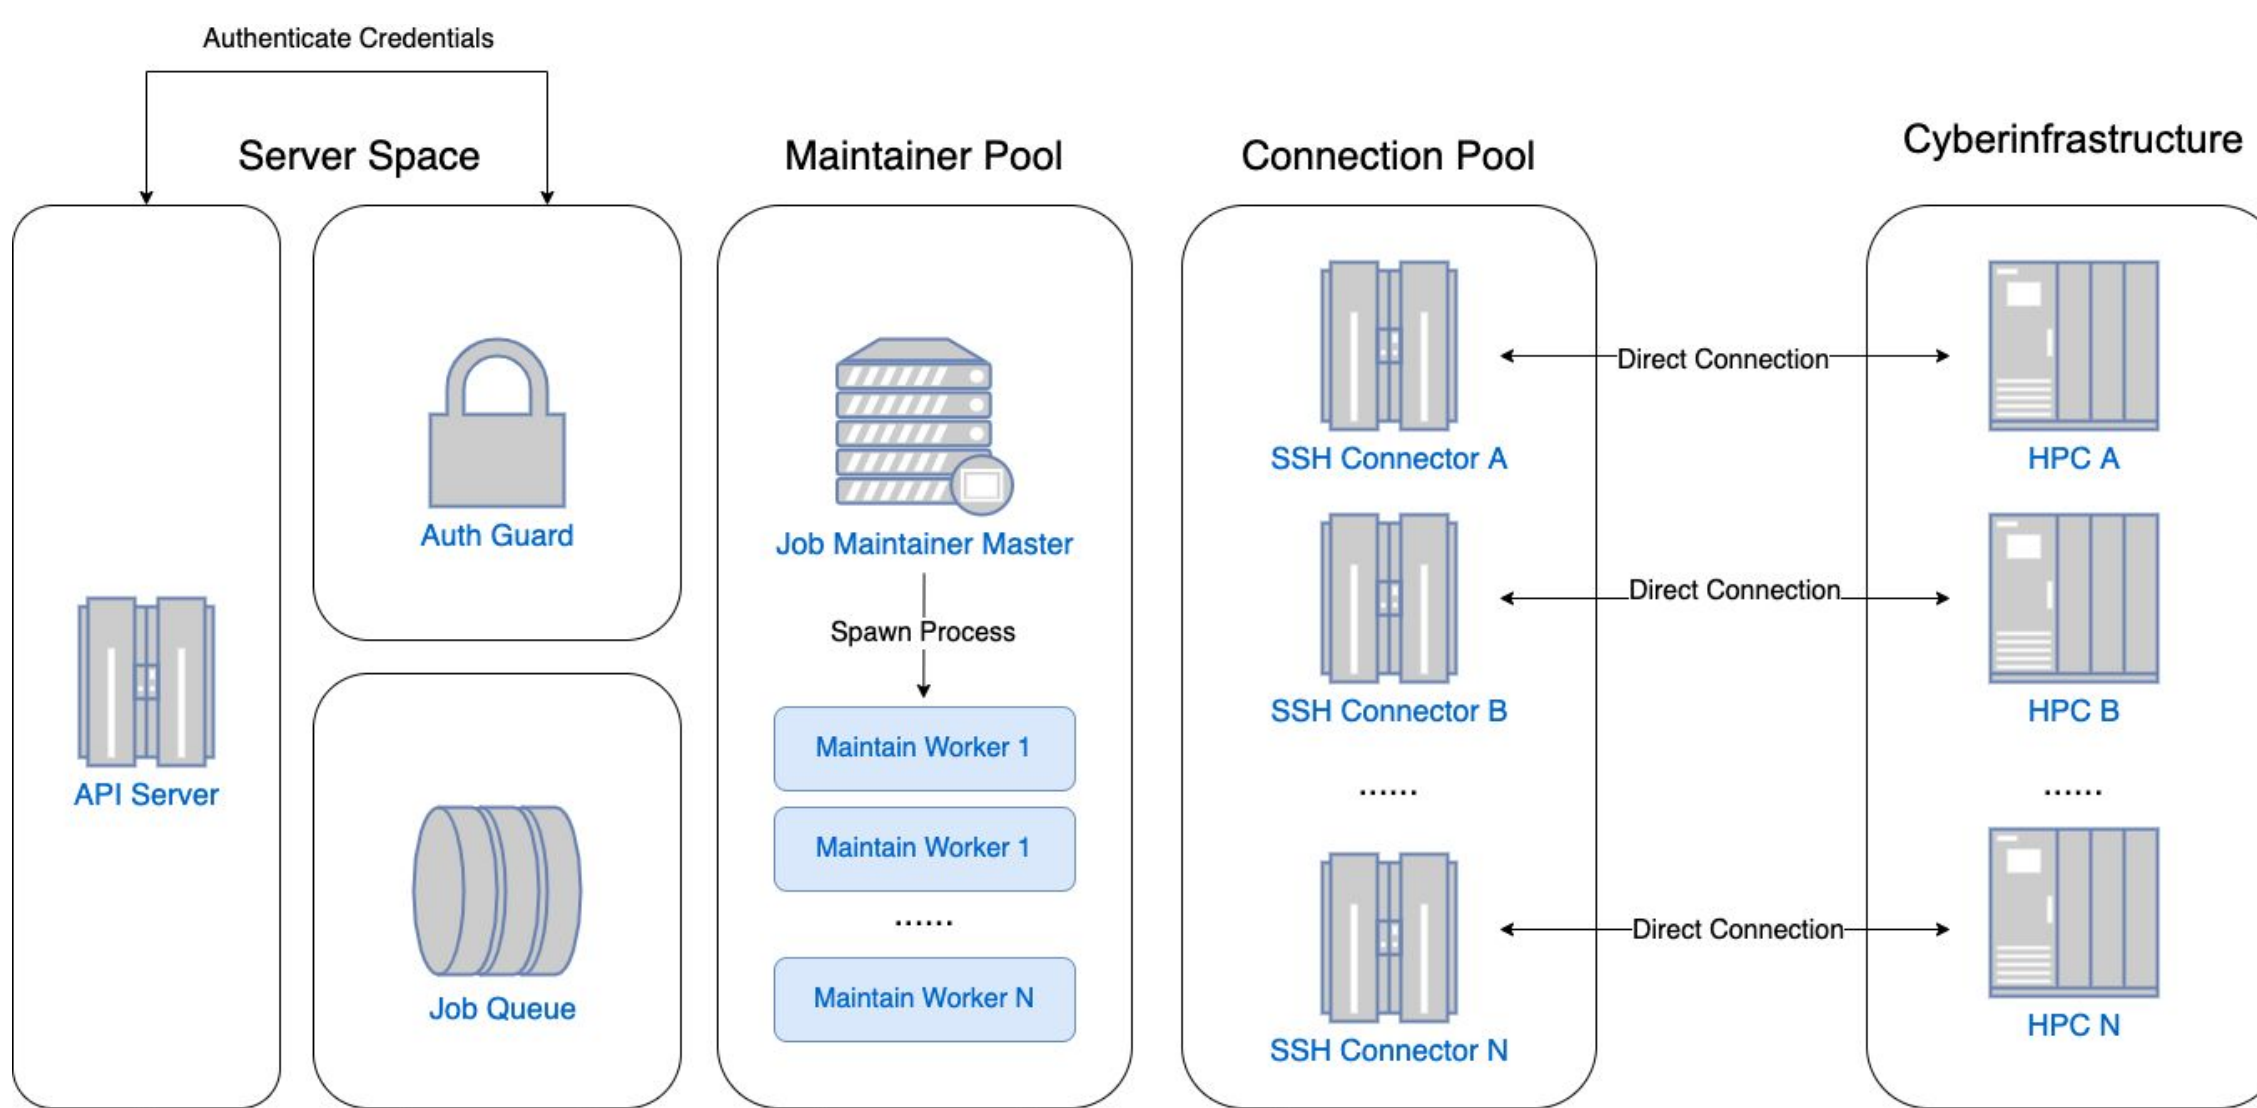 Authenticate Credentials
Server Space
Maintainer Pool
Connection Pool
Cyberinfrastructure
API Server
Auth Guard
Job Queue
Job Maintainer Master
Spawn Process
Maintain Worker 1
Maintain Worker 1
......
Maintain Worker N
SSH Connector A
SSH Connector B
......
SSH Connector N
Direct Connection
Direct Connection
Direct Connection
HPC A
HPC B
......
HPC N